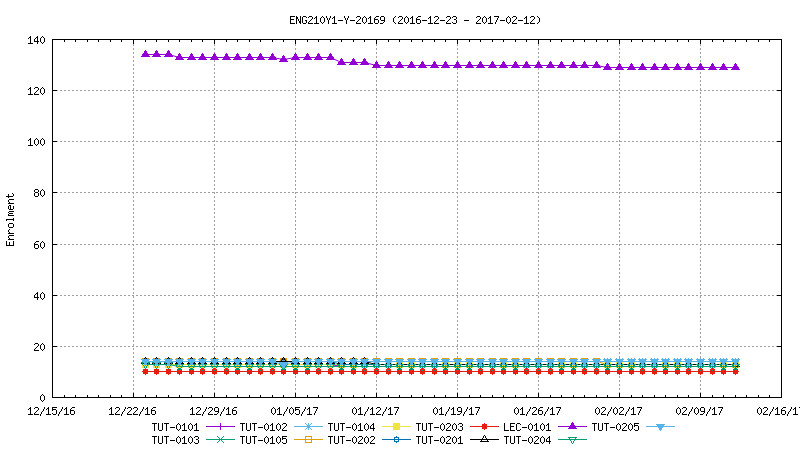 ENG210Y1-Y-20169 (2016-12-23 - 2017-02-12)
140
120
100
80
60
40
20
0
Enrolment
12/15/16 12/22/16 12/29/16 01/05/17 01/12/17 01/19/17 01/26/17 02/02/17 02/09/17 02/16/17
TUT-0101 TUT-0102 TUT-0104 TUT-0203 LEC-0101 TUT-0205
TUT-0103 TUT-0105 TUT-0202 TUT-0201 TUT-0204